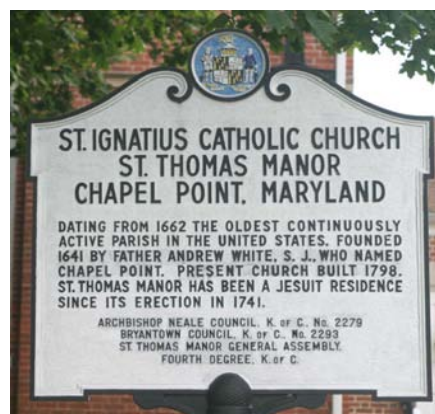 ST. IGNATIUS CATHOLIC CHURCH
ST. THOMAS MANOR
CHAPEL POINT, MARYLAND
DATING FROM 1662 THE OLDEST CONTINUOUSLY
ACTIVE PARISH IN THE UNITED STATES. FOUNDED
1641 BY FATHER ANDREW WHITE, S. J., WHO NAMED
CHAPEL POINT. PRESENT CHURCH BUILT 1798.
ST. THOMAS MANOR HAS BEEN A JESUIT RESIDENCE
SINCE ITS ERECTION IN 1741.
ARCHBISHOP NEALE COUNCIL, K. OF C., No. 2279
BRYANTOWN COUNCIL, K. OF C., No. 2293
ST. THOMAS MANOR GENERAL ASSEMBLY,
FOURTH DEGREE, K. OF C.